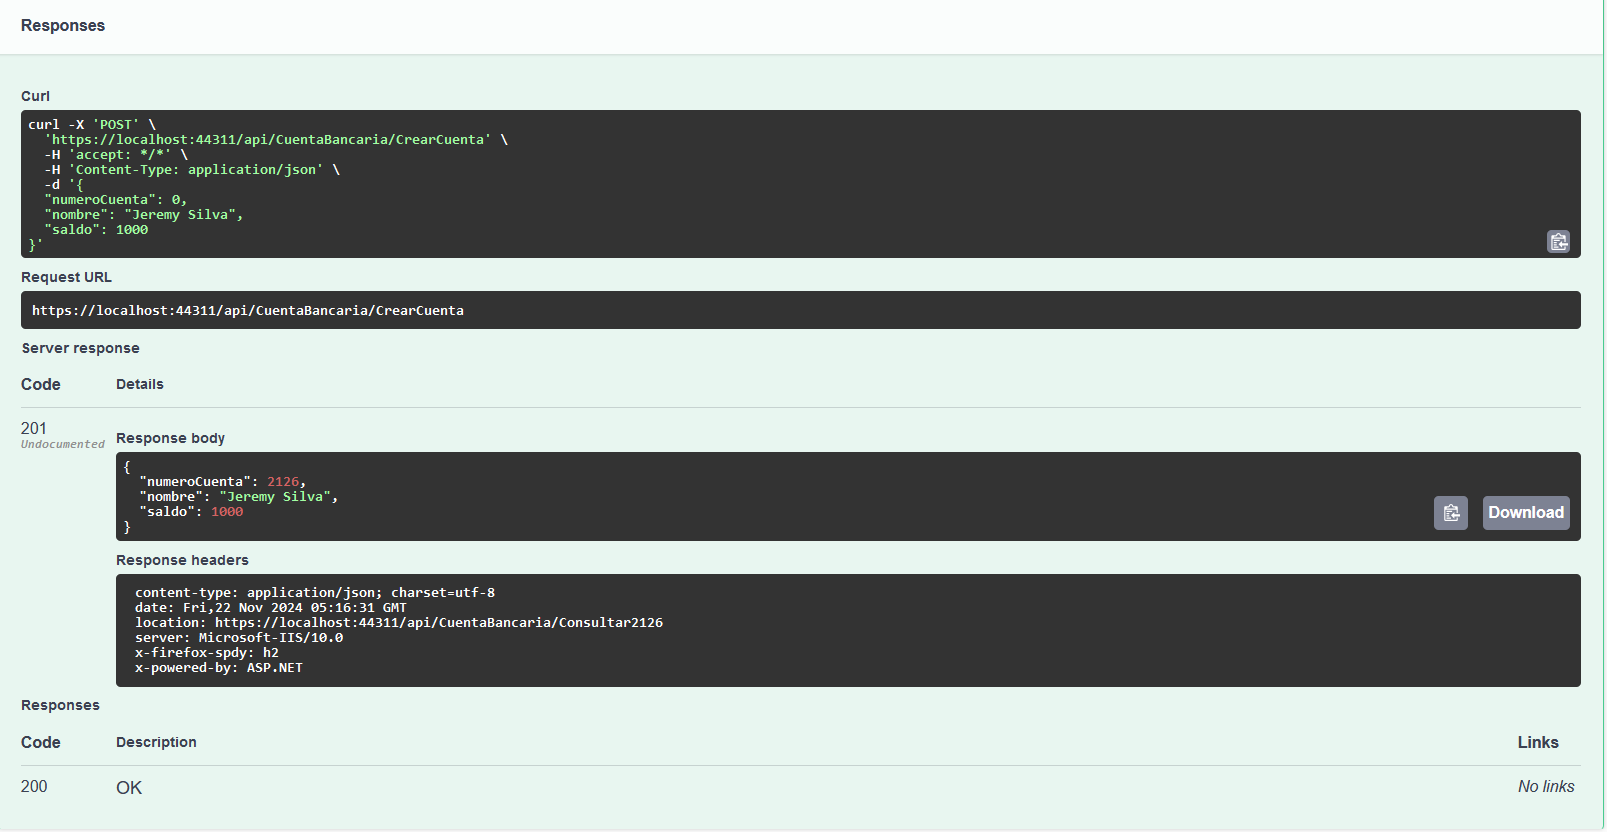 Responses
Curl
curl -X 'POST' \
  'https://localhost:44311/api/CuentaBancaria/CrearCuenta' \
  -H 'accept: */*' \
  -H 'Content-Type: application/json' \
  -d '{
  "numeroCuenta": 0,
  "nombre": "Jeremy Silva",
  "saldo": 1000
}'
Request URL
https://localhost:44311/api/CuentaBancaria/CrearCuenta
Server response
Code Details
201
Undocumented
Response body
{
  "numeroCuenta": 2126,
  "nombre": "Jeremy Silva",
  "saldo": 1000
}
Download
Response headers
content-type: application/json; charset=utf-8
date: Fri,22 Nov 2024 05:16:31 GMT
location: https://localhost:44311/api/CuentaBancaria/Consultar2126
server: Microsoft-IIS/10.0
x-firefox-spdy: h2
x-powered-by: ASP.NET
Responses
Code Description Links
200 OK No links